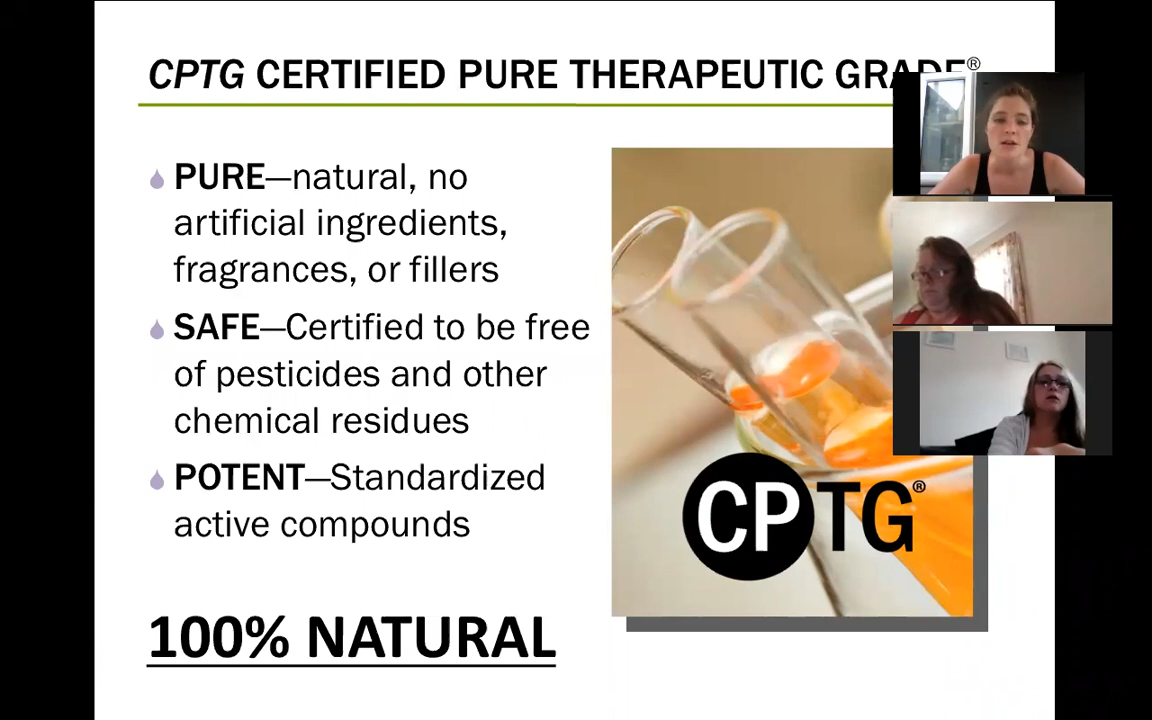 CPTG CERTIFIED PURE THERAPEUTIC GRADE®
PURE—natural, no
artificial ingredients,
fragrances, or fillers
SAFE—Certified to be free
of pesticides and other
chemical residues
POTENT—Standardized
active compounds
CPTG®
100% NATURAL